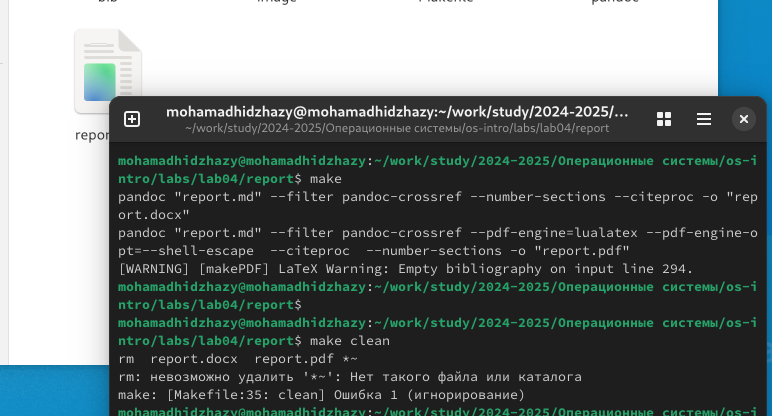 pandoc
report
mohamadhidzhazy@mohamadhidzhazy:~/work/study/2024-2025/...
~/work/study/2024-2025/Операционные системы/os-intro/labs/lab04/report
mohamadhidzhazy@mohamadhidzhazy:~/work/study/2024-2025/Операционные системы/os-i
ntro/labs/lab04/report$ make
pandoc "report.md" --filter pandoc-crossref --number-sections --citeproc -o "rep
ort.docx"
pandoc "report.md" --filter pandoc-crossref --pdf-engine=lualatex --pdf-engine-o
pt=--shell-escape  --citeproc  --number-sections -o "report.pdf"
[WARNING] [makePDF] LaTeX Warning: Empty bibliography on input line 294.
mohamadhidzhazy@mohamadhidzhazy:~/work/study/2024-2025/Операционные системы/os-i
ntro/labs/lab04/report$
mohamadhidzhazy@mohamadhidzhazy:~/work/study/2024-2025/Операционные системы/os-i
ntro/labs/lab04/report$ make clean
rm  report.docx  report.pdf *~
rm: невозможно удалить '*~': Нет такого файла или каталога
make: [Makefile:35: clean] Ошибка 1 (игнорирование)
mohamadhidzhazy@mohamadhidzhazy:~/work/study/2024-2025/Операционные системы/os-i